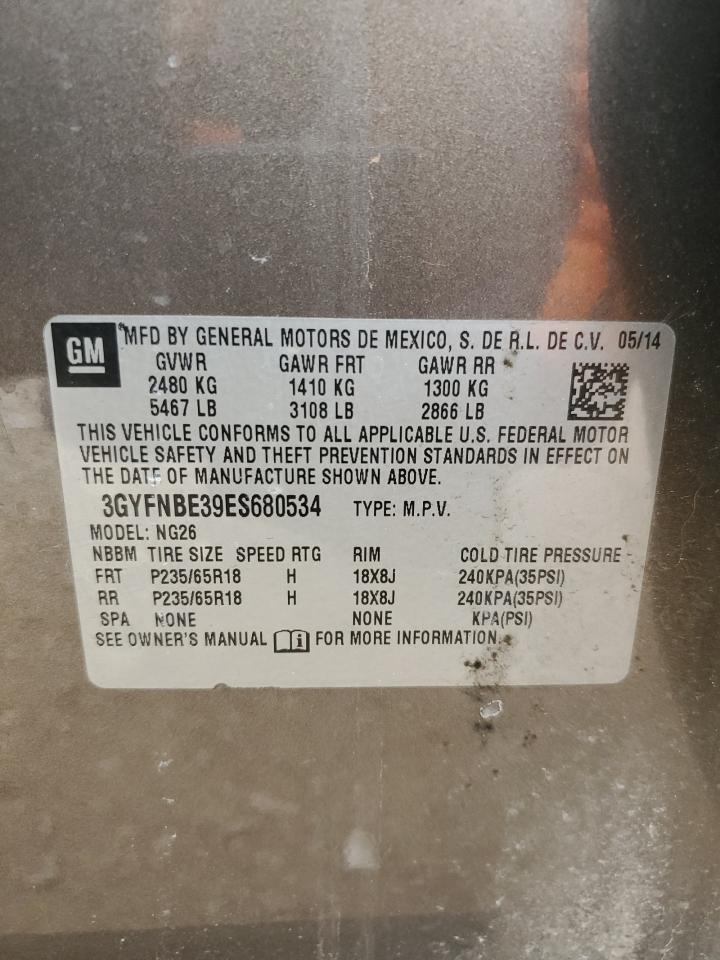 GM
MFD BY GENERAL MOTORS DE MEXICO, S. DE R.L. DE C.V. 05/14
GVWR GAWR FRT GAWR RR
2480 KG 1410 KG 1300 KG
5467 LB 3108 LB 2866 LB
THIS VEHICLE CONFORMS TO ALL APPLICABLE U.S. FEDERAL MOTOR
VEHICLE SAFETY AND THEFT PREVENTION STANDARDS IN EFFECT ON
THE DATE OF MANUFACTURE SHOWN ABOVE.
3GYFNBE39ES680534 TYPE: M.P.V.
MODEL: NG26
NBBM TIRE SIZE SPEED RTG RIM COLD TIRE PRESSURE
FRT P235/65R18 H 18X8J 240KPA(35PSI)
RR P235/65R18 H 18X8J 240KPA(35PSI)
SPA NONE NONE KPA(PSI)
SEE OWNER'S MANUAL i FOR MORE INFORMATION.